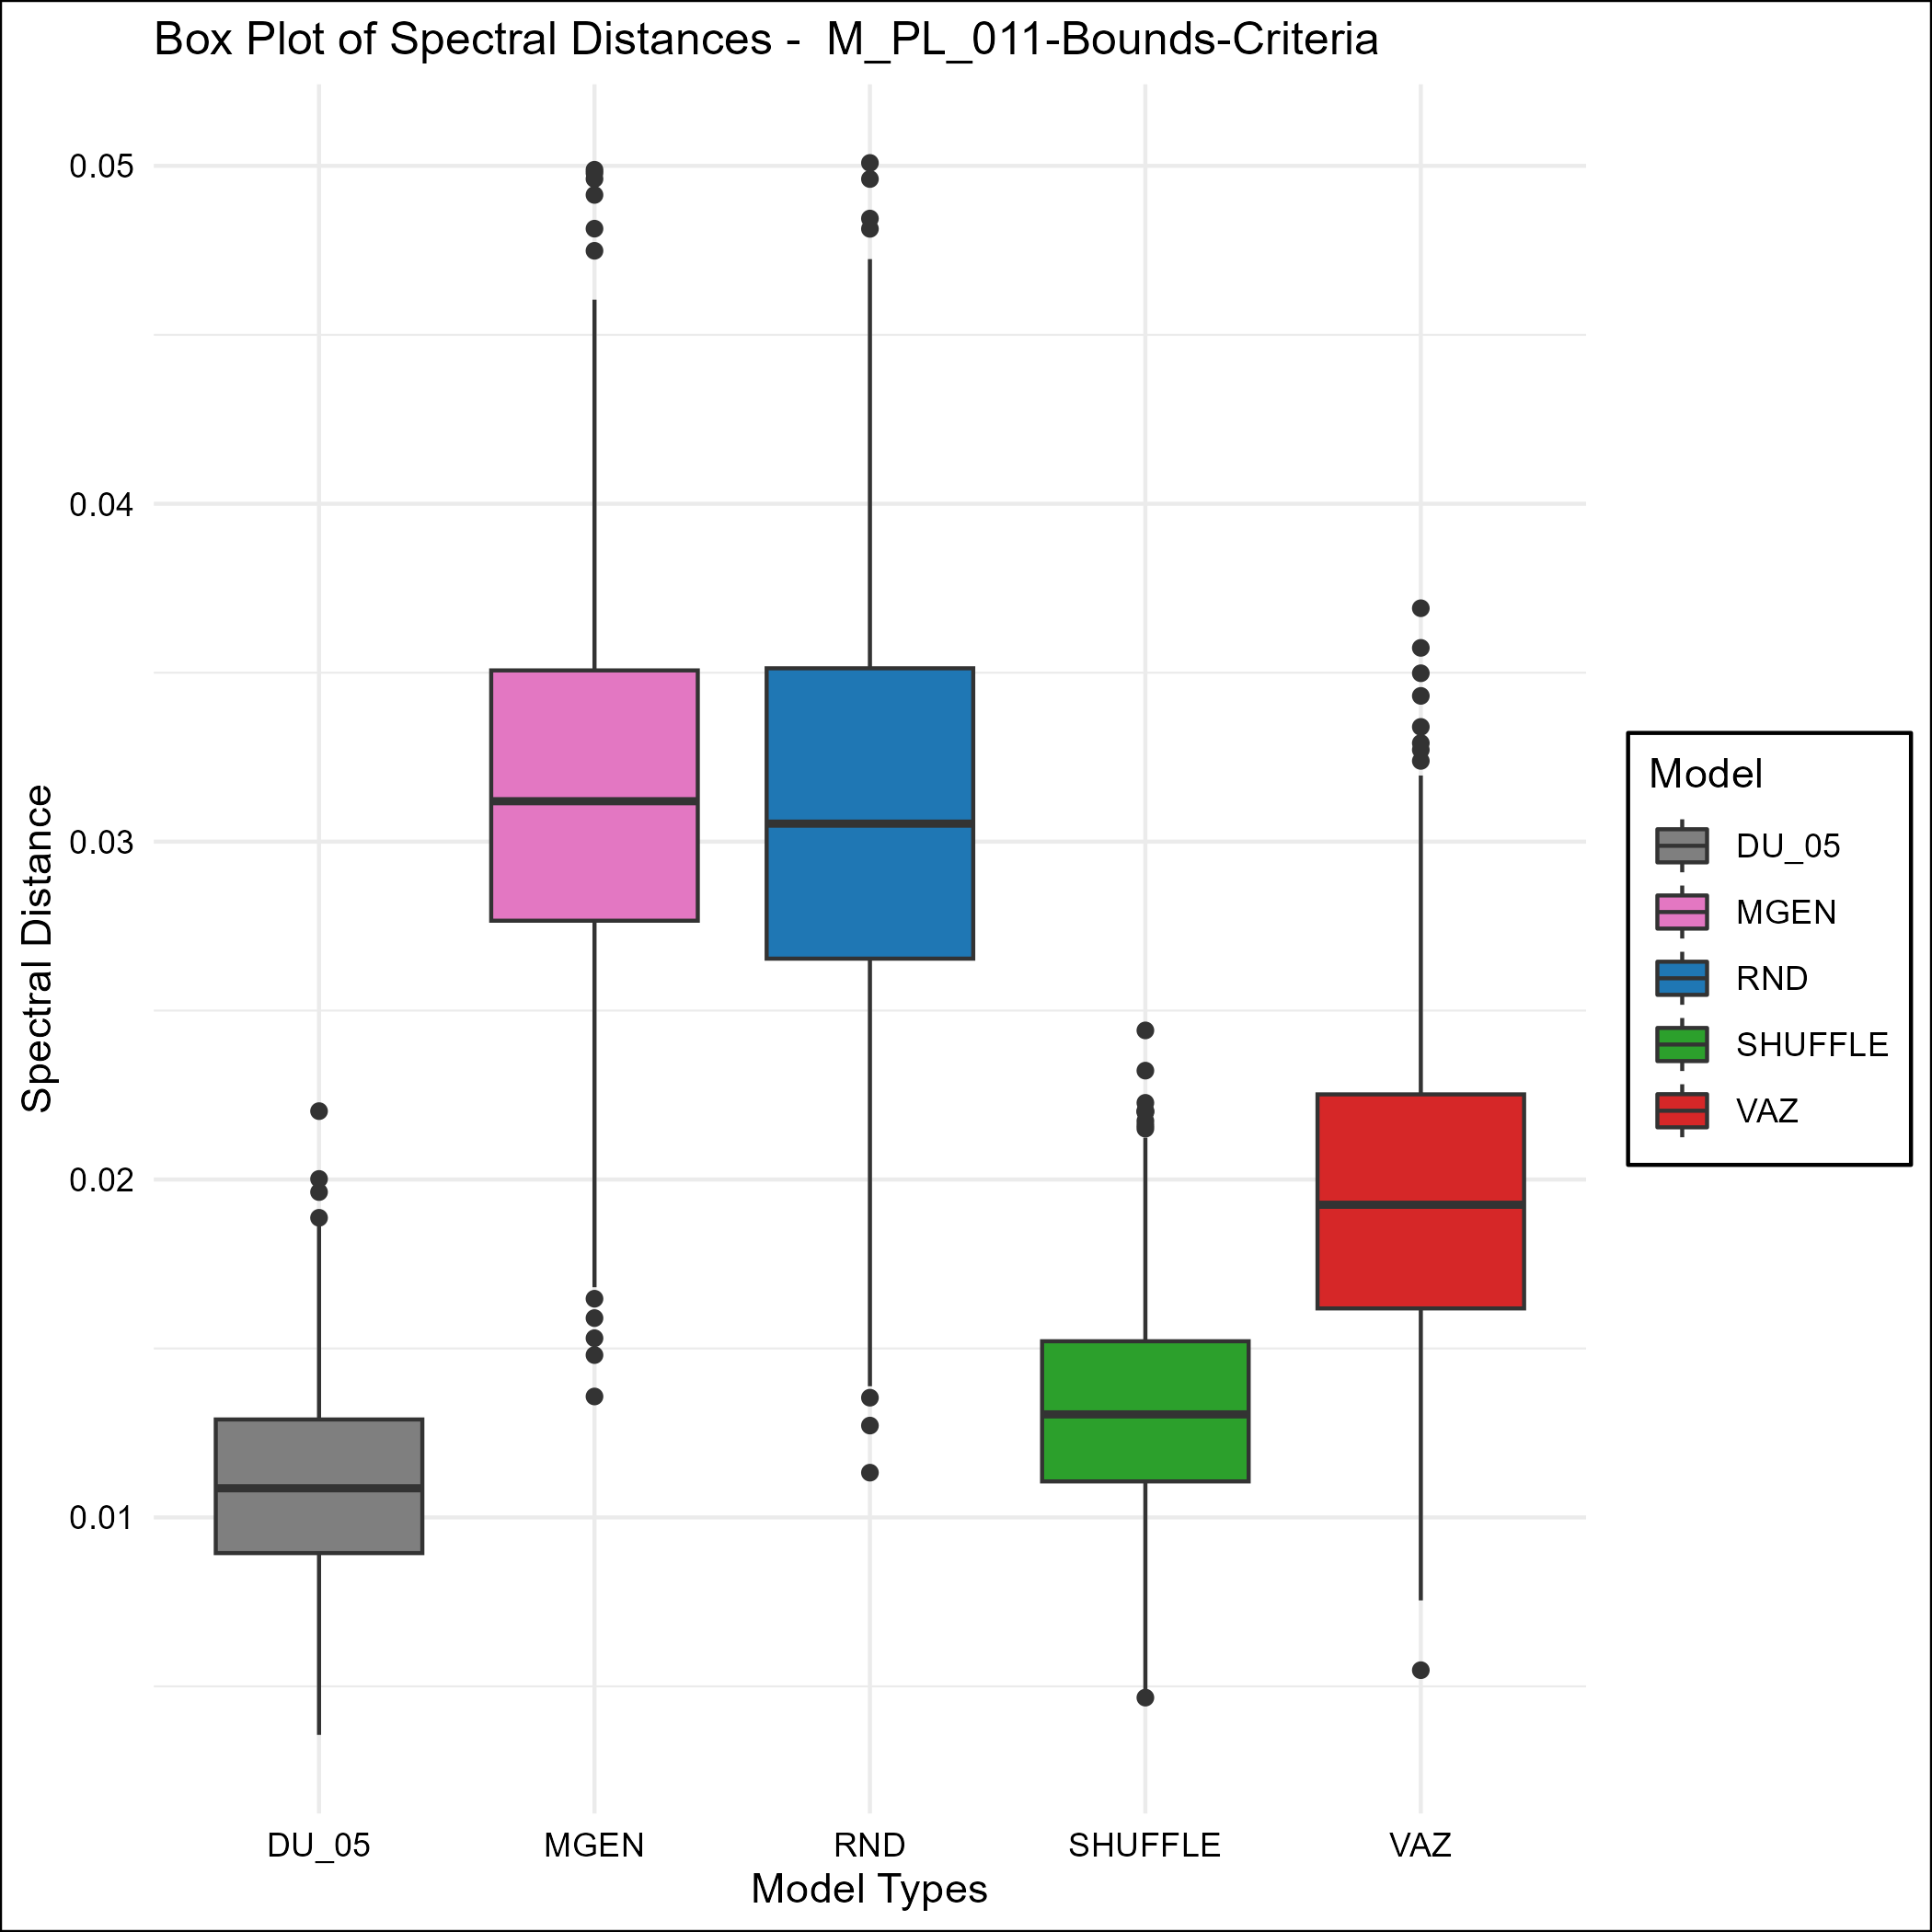 Box Plot of Spectral Distances -  M_PL_011-Bounds-Criteria
Spectral Distance
0.05
0.04
0.03
0.02
0.01
DU_05
MGEN
RND
SHUFFLE
VAZ
Model Types
Model
DU_05
MGEN
RND
SHUFFLE
VAZ